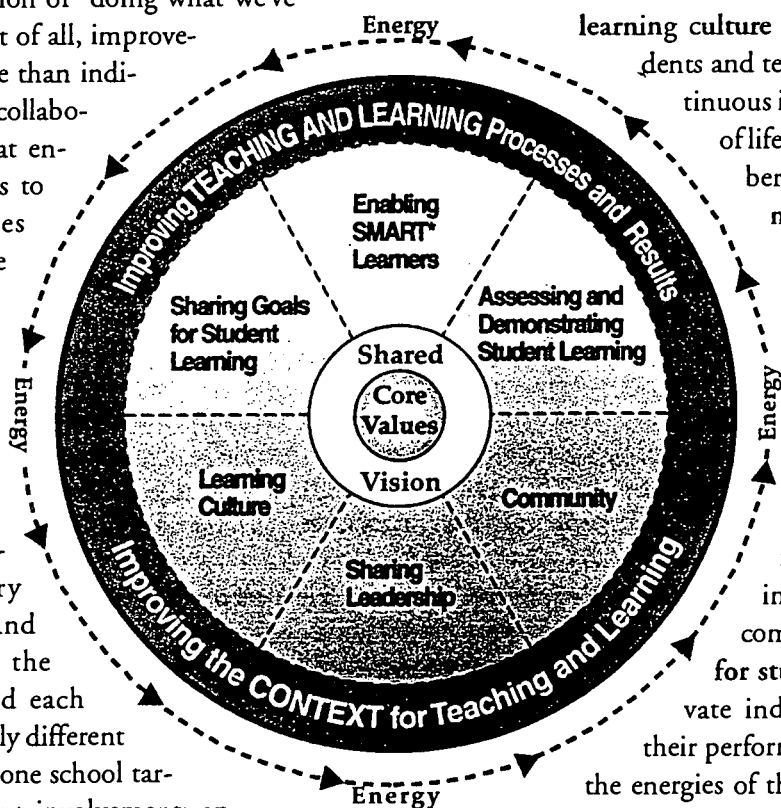 ion of "doing what we've
t of all, improve-
e than indi-
collabo-
at en-
s to
es
e
Energy
learning culture
dents and te
tinuous i
of life
ber
n
Improving TEACHING AND LEARNING Processes and Results
Enabling
SMART*
Learners
Sharing Goals
for Student
Learning
Assessing and
Demonstrating
Student Learning
Shared
Core
Values
Vision
Energy
Energy
Learning
Culture
Community
Sharing
Leadership
Improving the CONTEXT for Teaching and Learning
ry
nd
the
d each
ly different
one school tar-
Energy
in
com
for stu
vate ind
their perform
the energies of th